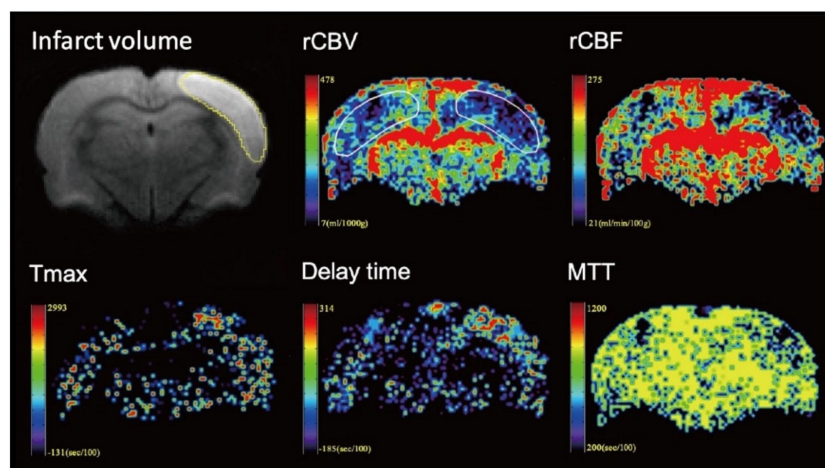 Infarct volume
rCBV
rCBF
478
7(ml/1000g)
275
21(ml/min/100g)
Tmax
Delay time
MTT
2993
-131(sec/100)
314
-185(sec/100)
1200
200(sec/100)